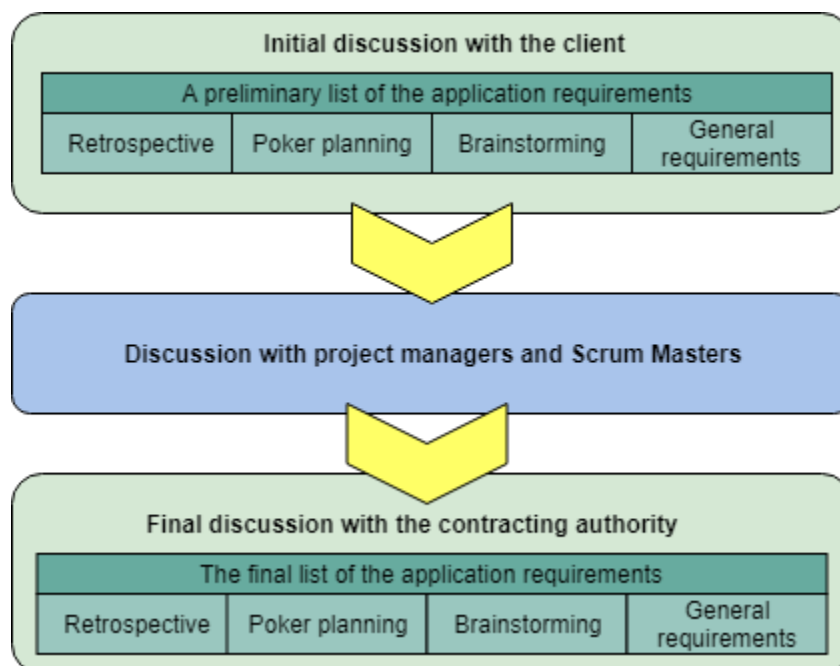 Initial discussion with the client
A preliminary list of the application requirements
Retrospective
Poker planning
Brainstorming
General
requirements
Discussion with project managers and Scrum Masters
Final discussion with the contracting authority
The final list of the application requirements
Retrospective
Poker planning
Brainstorming
General
requirements